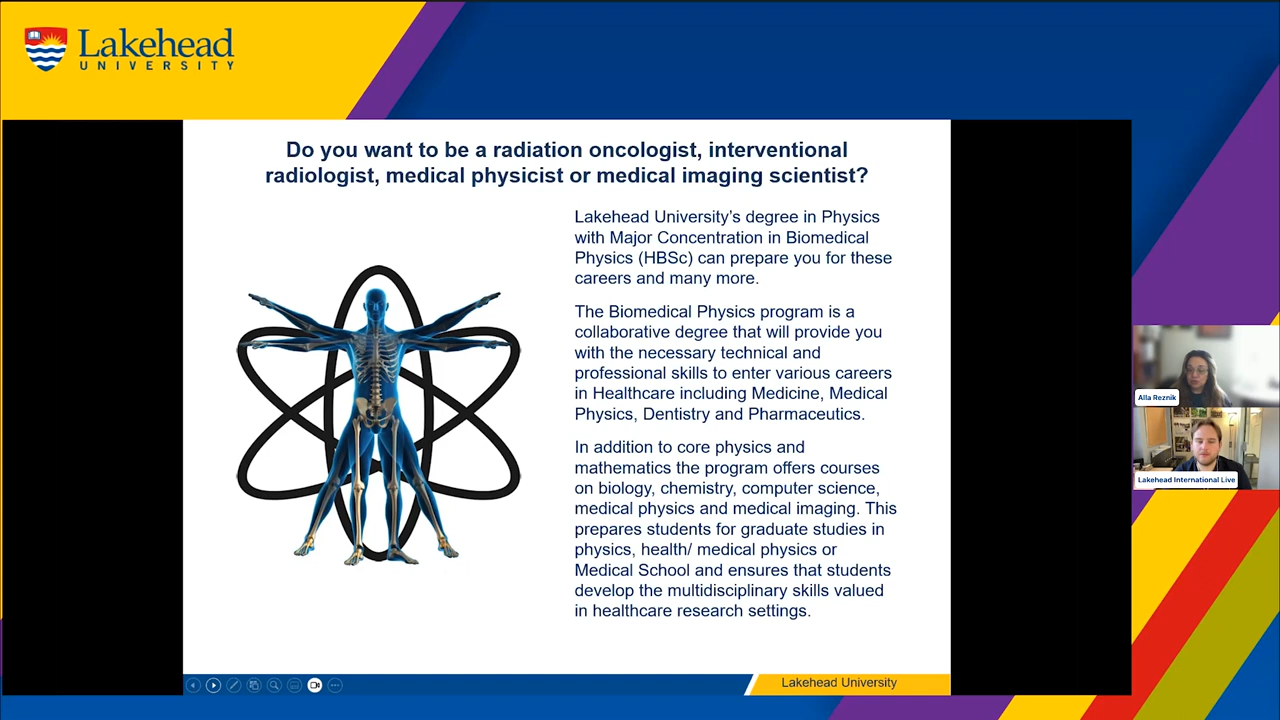 Lakehead
UNIVERSITY
Do you want to be a radiation oncologist, interventional
radiologist, medical physicist or medical imaging scientist?
Lakehead University’s degree in Physics
with Major Concentration in Biomedical
Physics (HBSc) can prepare you for these
careers and many more.
The Biomedical Physics program is a
collaborative degree that will provide you
with the necessary technical and
professional skills to enter various careers
in Healthcare including Medicine, Medical
Physics, Dentistry and Pharmaceutics.
In addition to core physics and
mathematics the program offers courses
on biology, chemistry, computer science,
medical physics and medical imaging. This
prepares students for graduate studies in
physics, health/ medical physics or
Medical School and ensures that students
develop the multidisciplinary skills valued
in healthcare research settings.
Alla Reznik
Lakehead International Live
Lakehead University